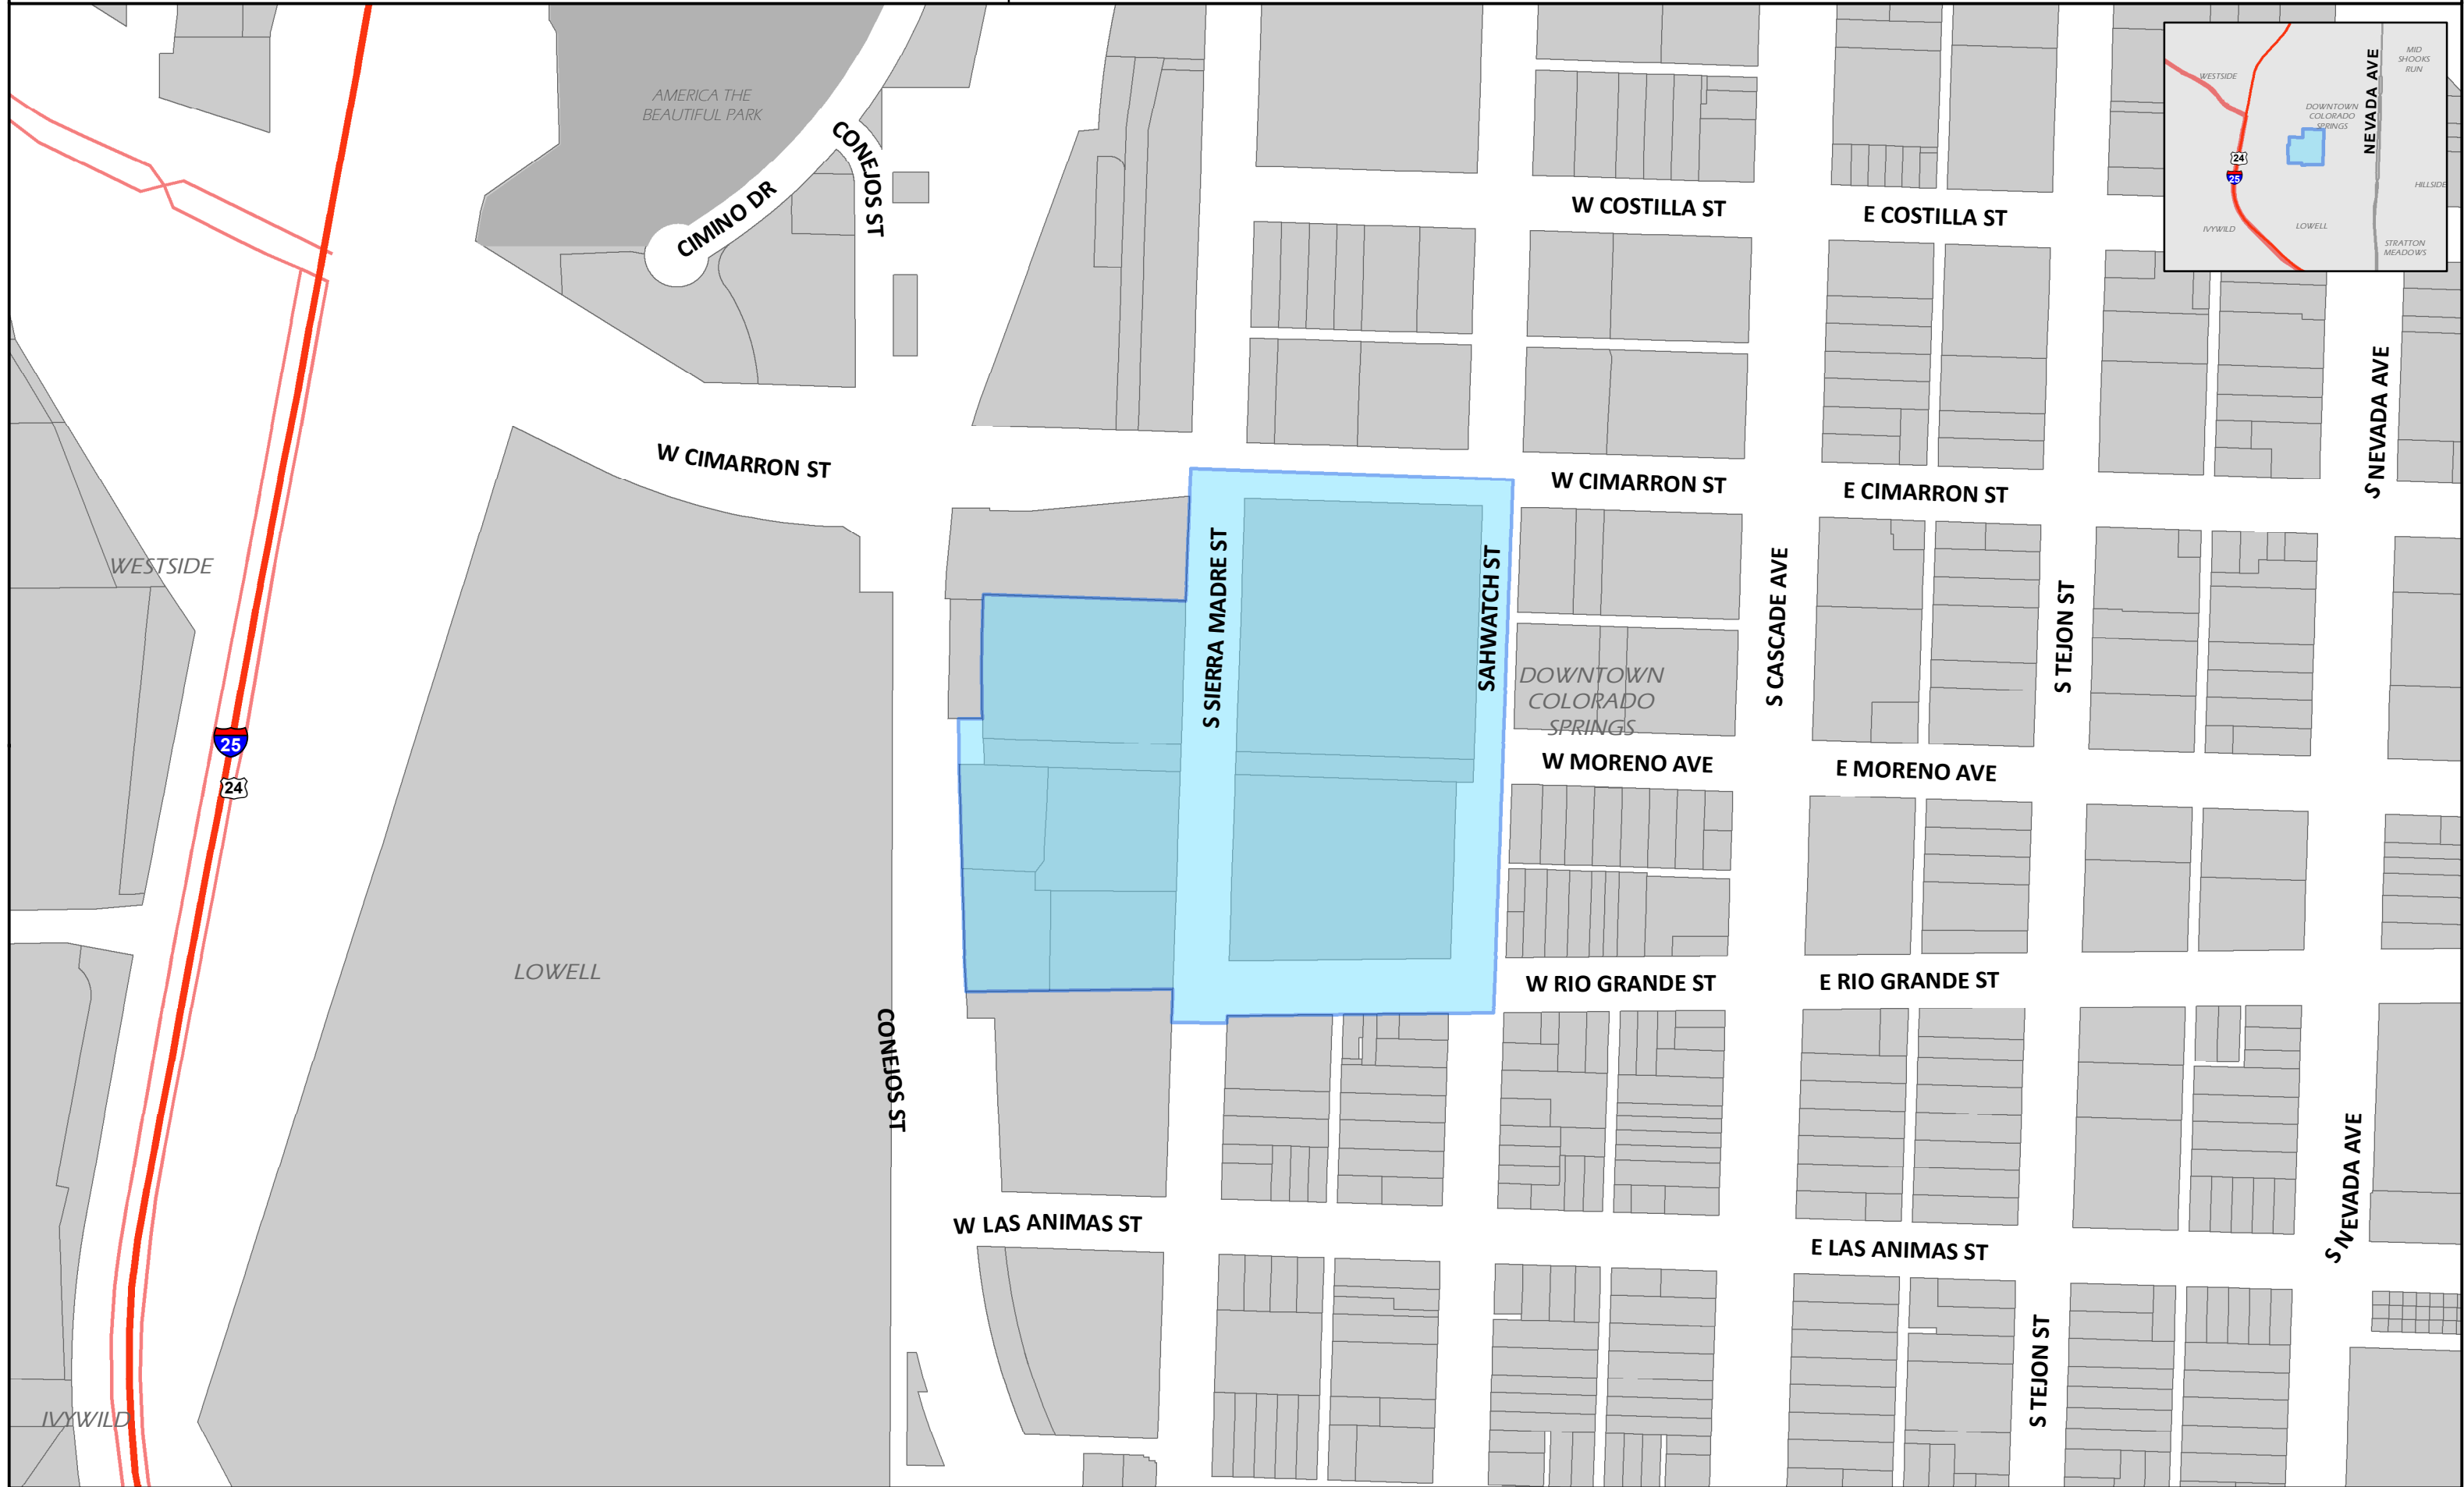 AMERICA THE
BEAUTIFUL PARK
CONEJOS ST
CIMINO DR
W COSTILLA ST
E COSTILLA ST
WESTSIDE
MID
SHOOKS
RUN
NEVADA AVE
DOWNTOWN
COLORADO
SPRINGS
24
25
HILLSIDE
IVYWILD
LOWELL
STRATTON
MEADOWS
S NEVADA AVE
W CIMARRON ST
W CIMARRON ST
E CIMARRON ST
WESTSIDE
S SIERRA MADRE ST
SAHWATCH ST
S CASCADE AVE
S TEJON ST
DOWNTOWN
COLORADO
SPRINGS
25
24
W MORENO AVE
E MORENO AVE
LOWELL
W RIO GRANDE ST
E RIO GRANDE ST
CONEJOS ST
S NEVADA AVE
W LAS ANIMAS ST
E LAS ANIMAS ST
S TEJON ST
IVYWILD